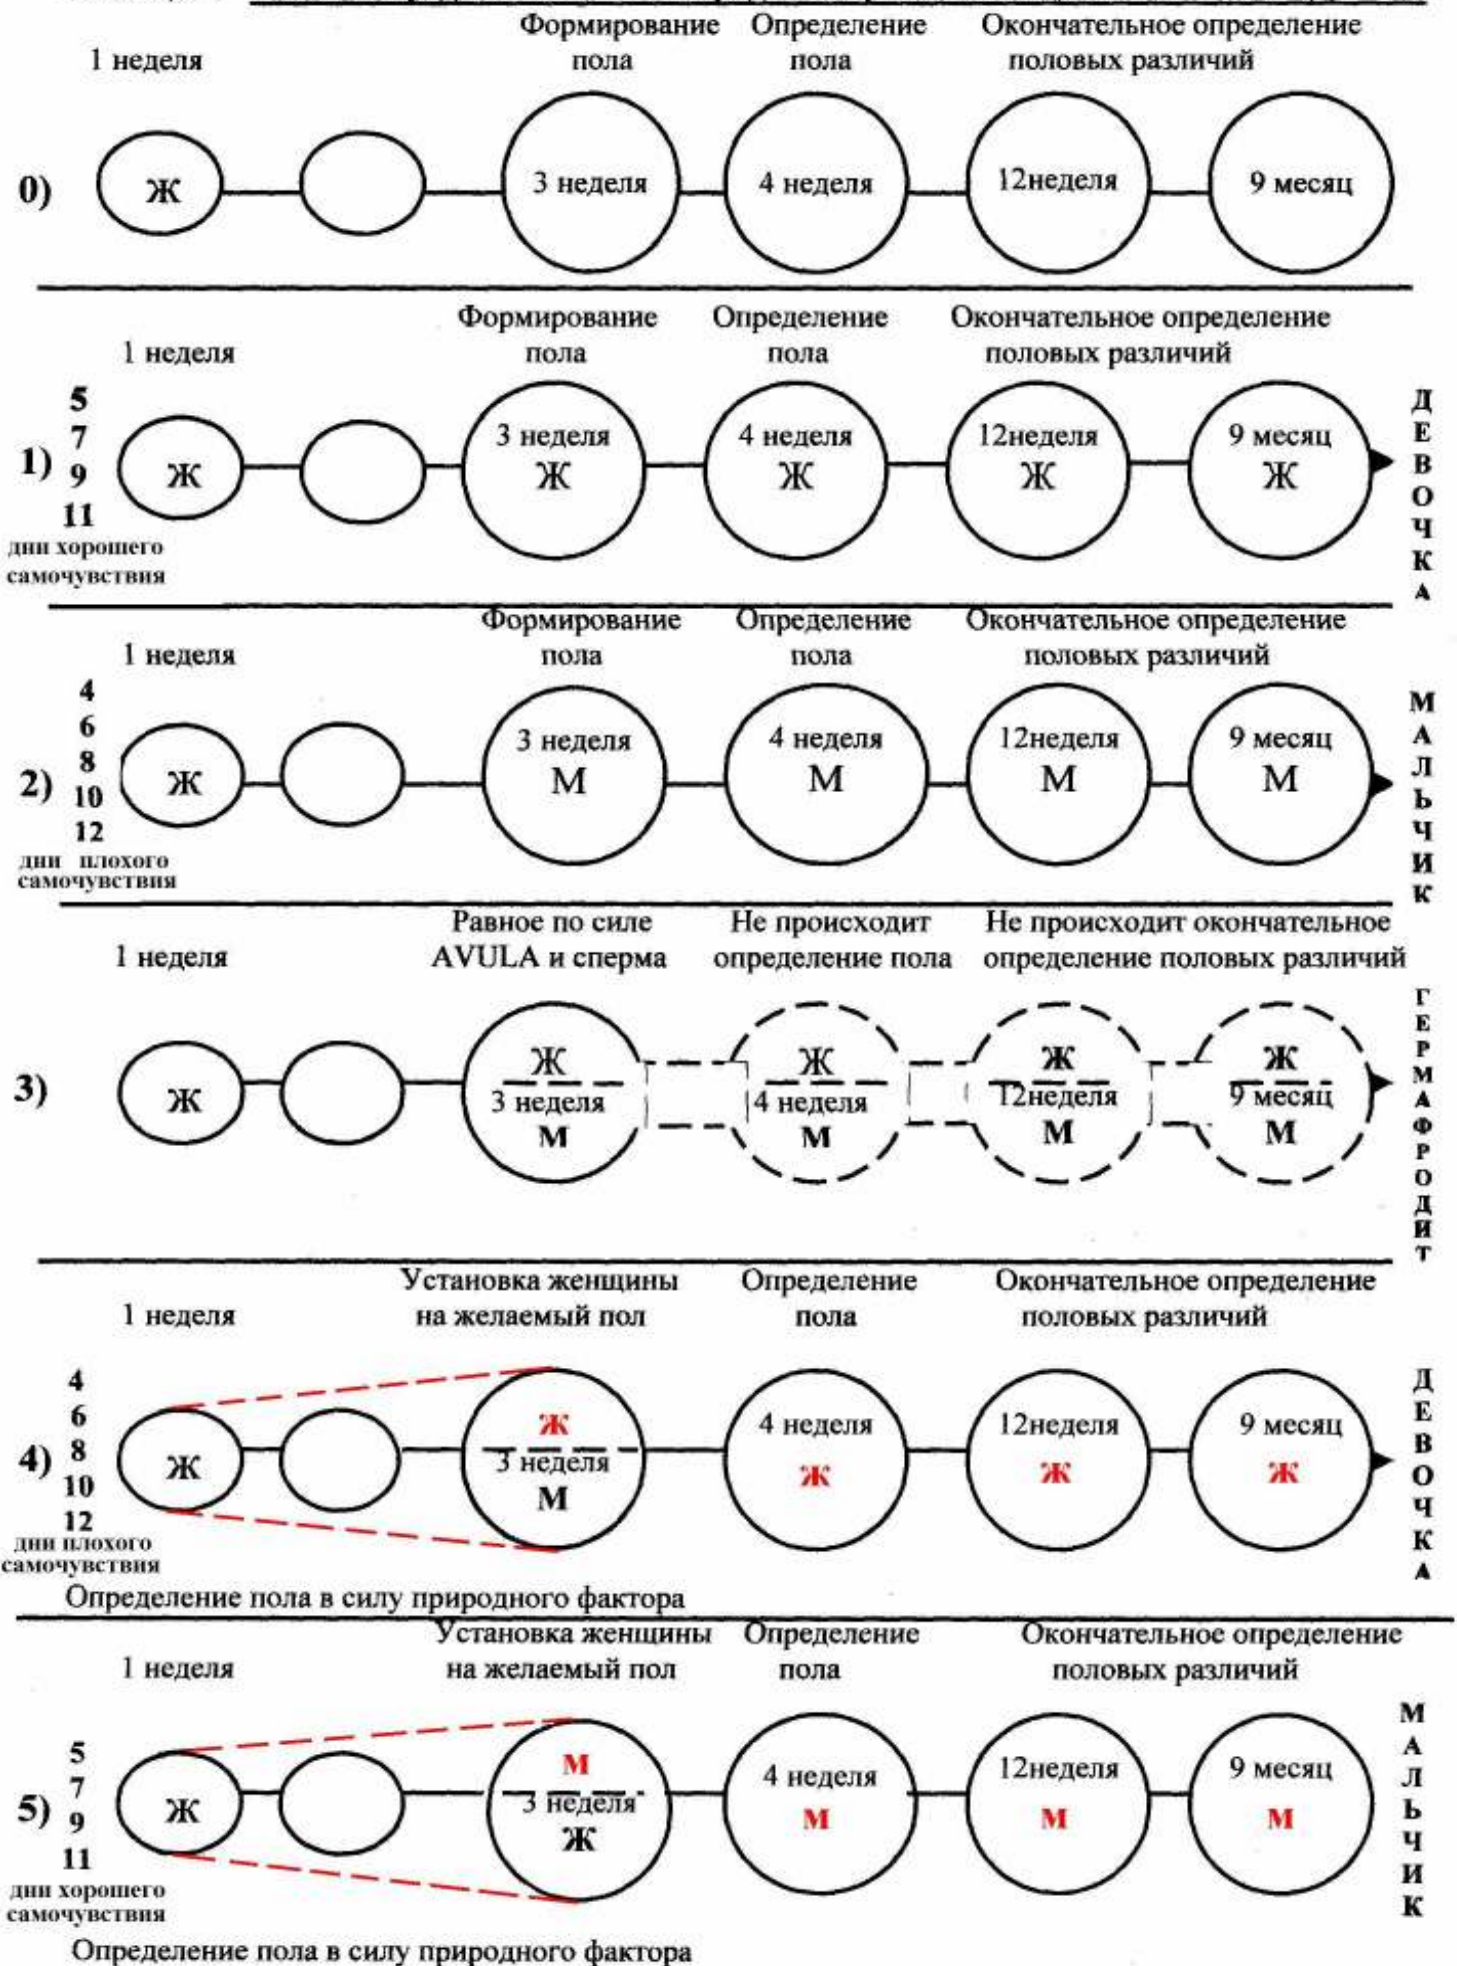 Формирование Определение Окончательное определение
1 неделя пола пола половых различий
0) Ж 3 неделя 4 неделя 12неделя 9 месяц
Формирование Определение Окончательное определение
1 неделя пола пола половых различий
5
7
1) 9
11
Ж
3 неделя 4 неделя 12неделя 9 месяц
Ж Ж Ж Ж
дни хорошего
самочувствия
ДЕВОЧКА
Формирование Определение Окончательное определение
1 неделя пола пола половых различий
4
6
8
2) 10
12
Ж
3 неделя 4 неделя 12неделя 9 месяц
М М М М
дни плохого
самочувствия
МАЛЬЧИК
Равное по силе Не происходит Не происходит окончательное
1 неделя AVULA и сперма определение пола определение половых различий
3) Ж
Ж Ж Ж Ж
3 неделя 4 неделя 12неделя 9 месяц
М М М М
ГЕРМАФРОДИТ
Установка женщины Определение Окончательное определение
1 неделя на желаемый пол пола половых различий
4
6
4) 8
10
12
Ж
Ж 4 неделя 12неделя 9 месяц
3 неделя Ж Ж Ж
М
дни плохого
самочувствия
ДЕВОЧКА
Определение пола в силу природного фактора
Установка женщины Определение Окончательное определение
1 неделя на желаемый пол пола половых различий
5
7
5) 9
11
Ж
М 4 неделя 12неделя 9 месяц
3 неделя М М М
Ж
дни хорошего
самочувствия
МАЛЬЧИК
Определение пола в силу природного фактора